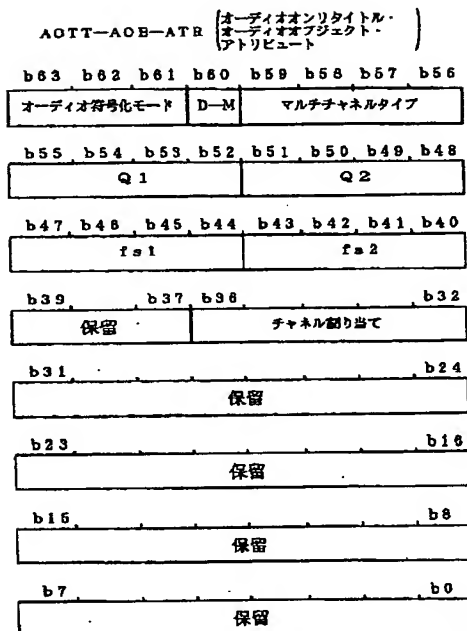 AOTT—AOB—ATR (オーディオオンリタイトル・
オーディオオブジェクト・
アトリビュート)
b63 b62 b61 b60 b59 b58 b57 b56
オーディオ符号化モード D—M マルチチャネルタイプ
b55 b54 b53 b52 b51 b50 b49 b48
Q1 Q2
b47 b46 b45 b44 b43 b42 b41 b40
fs1 fs2
b39 b37 b36 b32
保留 チャネル割り当て
b31 b24
保留
b23 b16
保留
b15 b8
保留
b7 b0
保留